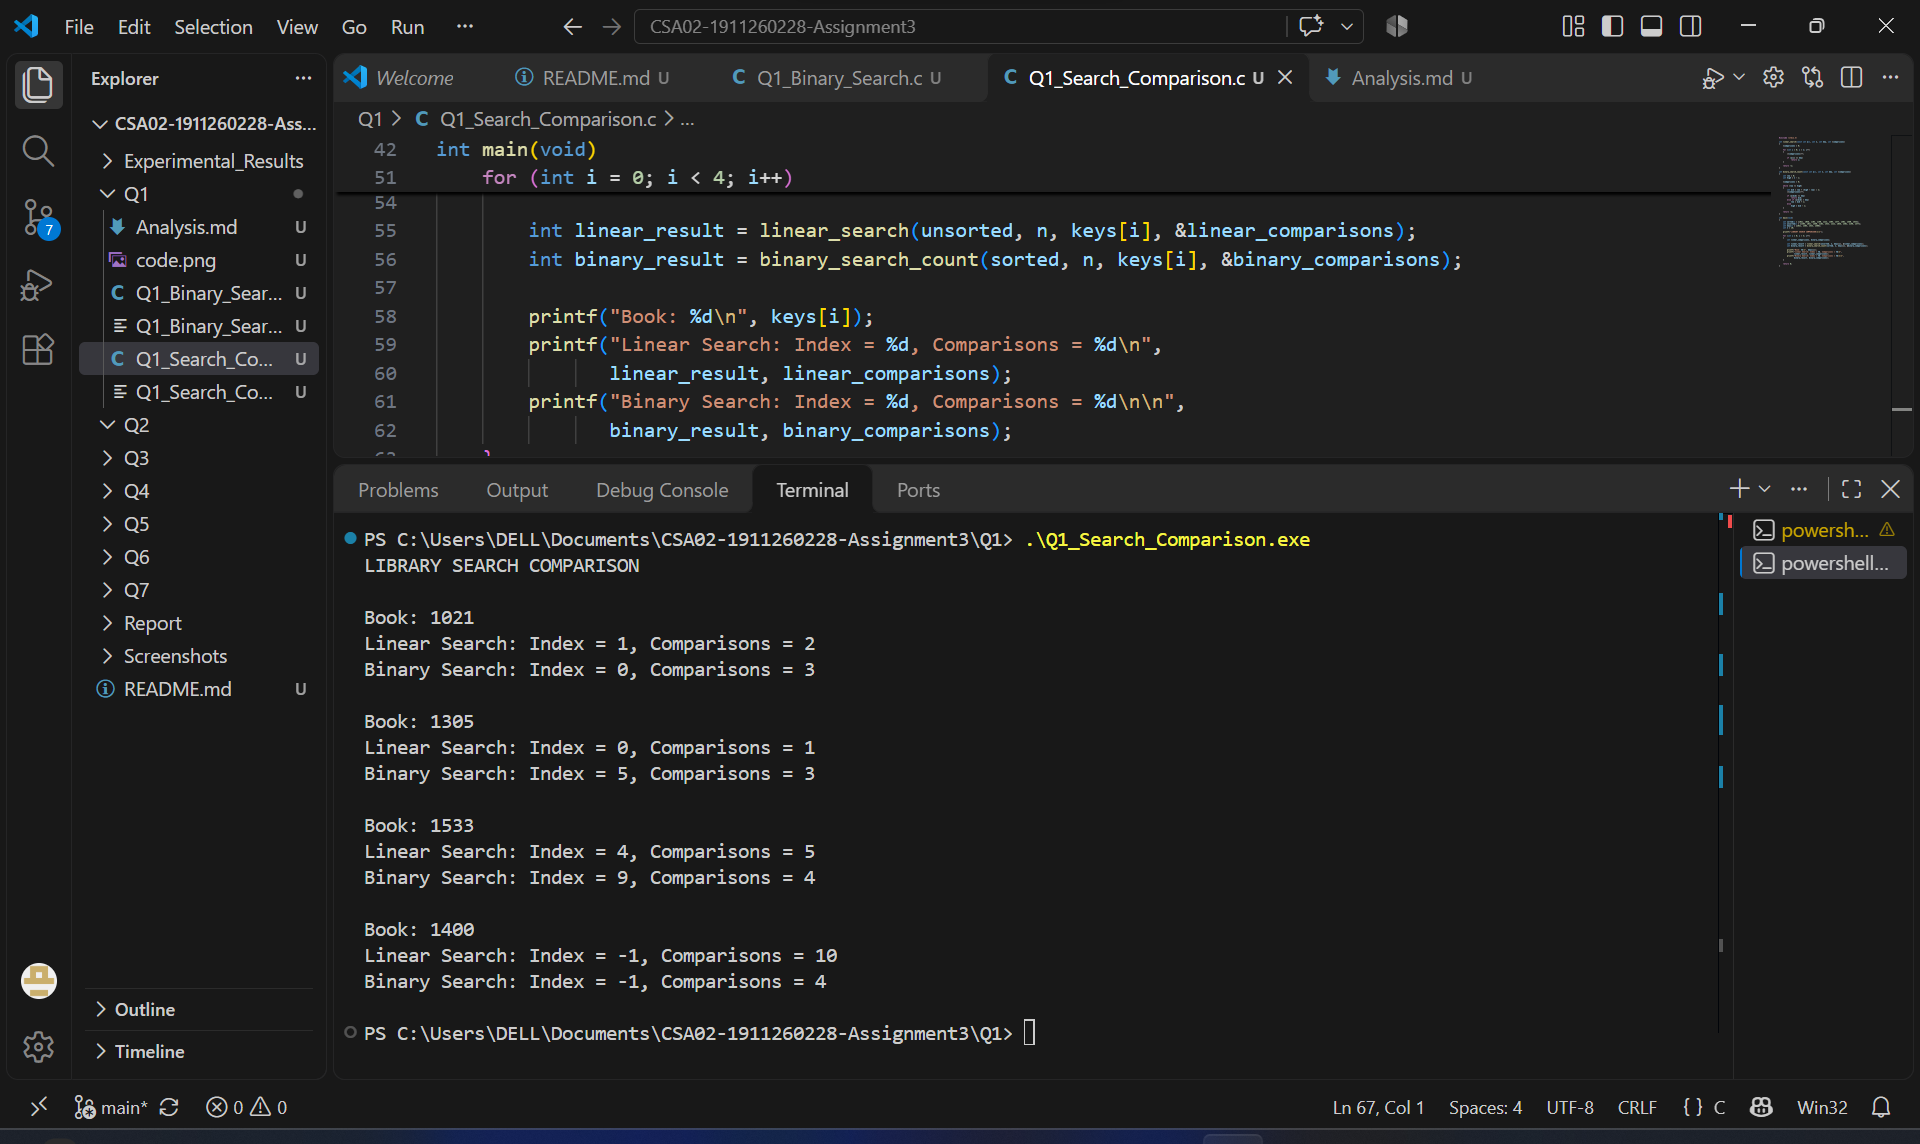 File Edit Selection View Go Run ···
CSA02-1911260228-Assignment3
Explorer
CSA02-1911260228-Ass...
Experimental_Results
Q1
Analysis.md U
code.png U
Q1_Binary_Sear... U
Q1_Binary_Sear... U
Q1_Search_Co... U
Q1_Search_Co... U
Q2
Q3
Q4
Q5
Q6
Q7
Report
Screenshots
README.md U
Outline
Timeline
7
Welcome README.md U Q1_Binary_Search.c U Q1_Search_Comparison.c U Analysis.md U
Q1 > C Q1_Search_Comparison.c > ...
42 int main(void)
51 for (int i = 0; i < 4; i++)
54
55 int linear_result = linear_search(unsorted, n, keys[i], &linear_comparisons);
56 int binary_result = binary_search_count(sorted, n, keys[i], &binary_comparisons);
57
58 printf("Book: %d\n", keys[i]);
59 printf("Linear Search: Index = %d, Comparisons = %d\n",
60 linear_result, linear_comparisons);
61 printf("Binary Search: Index = %d, Comparisons = %d\n\n",
62 binary_result, binary_comparisons);
Problems Output Debug Console Terminal Ports
PS C:\Users\DELL\Documents\CSA02-1911260228-Assignment3\Q1> .\Q1_Search_Comparison.exe
LIBRARY SEARCH COMPARISON
Book: 1021
Linear Search: Index = 1, Comparisons = 2
Binary Search: Index = 0, Comparisons = 3
Book: 1305
Linear Search: Index = 0, Comparisons = 1
Binary Search: Index = 5, Comparisons = 3
Book: 1533
Linear Search: Index = 4, Comparisons = 5
Binary Search: Index = 9, Comparisons = 4
Book: 1400
Linear Search: Index = -1, Comparisons = 10
Binary Search: Index = -1, Comparisons = 4
PS C:\Users\DELL\Documents\CSA02-1911260228-Assignment3\Q1>
powersh...
powershell...
main* 0 0 Ln 67, Col 1 Spaces: 4 UTF-8 CRLF { } C Win32